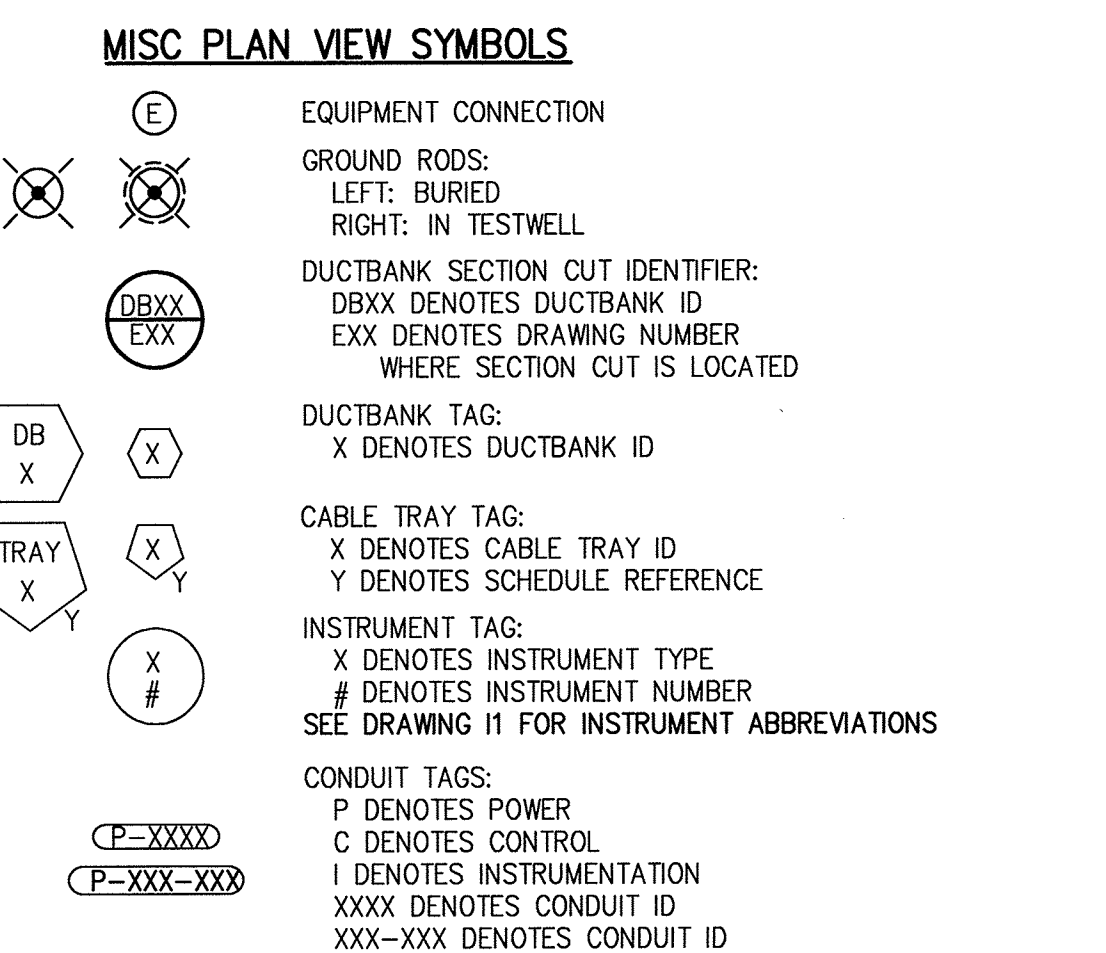 MISC PLAN VIEW SYMBOLS
E
EQUIPMENT CONNECTION
GROUND RODS:
LEFT: BURIED
RIGHT: IN TESTWELL
DBXX
EXX
DUCTBANK SECTION CUT IDENTIFIER:
DBXX DENOTES DUCTBANK ID
EXX DENOTES DRAWING NUMBER
WHERE SECTION CUT IS LOCATED
DB
X
X
DUCTBANK TAG:
X DENOTES DUCTBANK ID
TRAY
X
Y
X
Y
CABLE TRAY TAG:
X DENOTES CABLE TRAY ID
Y DENOTES SCHEDULE REFERENCE
X
#
INSTRUMENT TAG:
X DENOTES INSTRUMENT TYPE
# DENOTES INSTRUMENT NUMBER
SEE DRAWING I1 FOR INSTRUMENT ABBREVIATIONS
P-XXXX
P-XXX-XXX
CONDUIT TAGS:
P DENOTES POWER
C DENOTES CONTROL
I DENOTES INSTRUMENTATION
XXXX DENOTES CONDUIT ID
XXX-XXX DENOTES CONDUIT ID